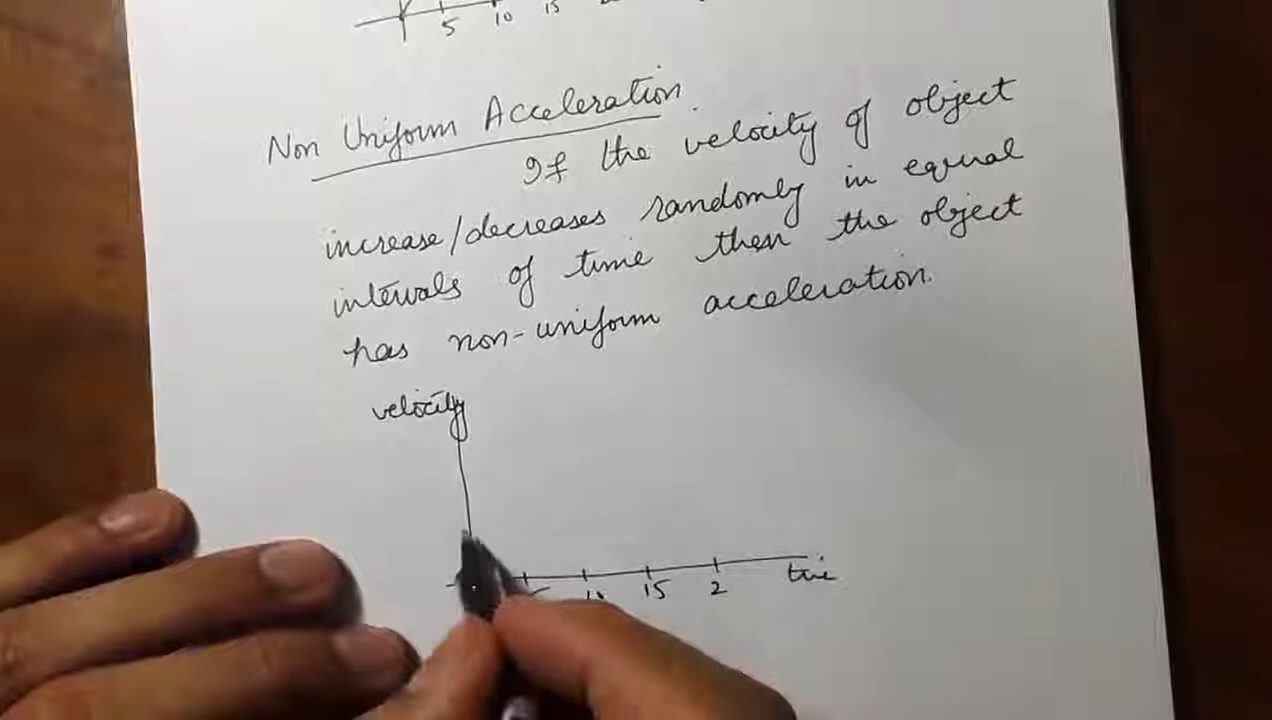 5 10 15
Non Uniform Acceleration.
If the velocity of object
increase/decreases randomly in equal
intervals of time then the object
has non-uniform acceleration.
velocity
15 2